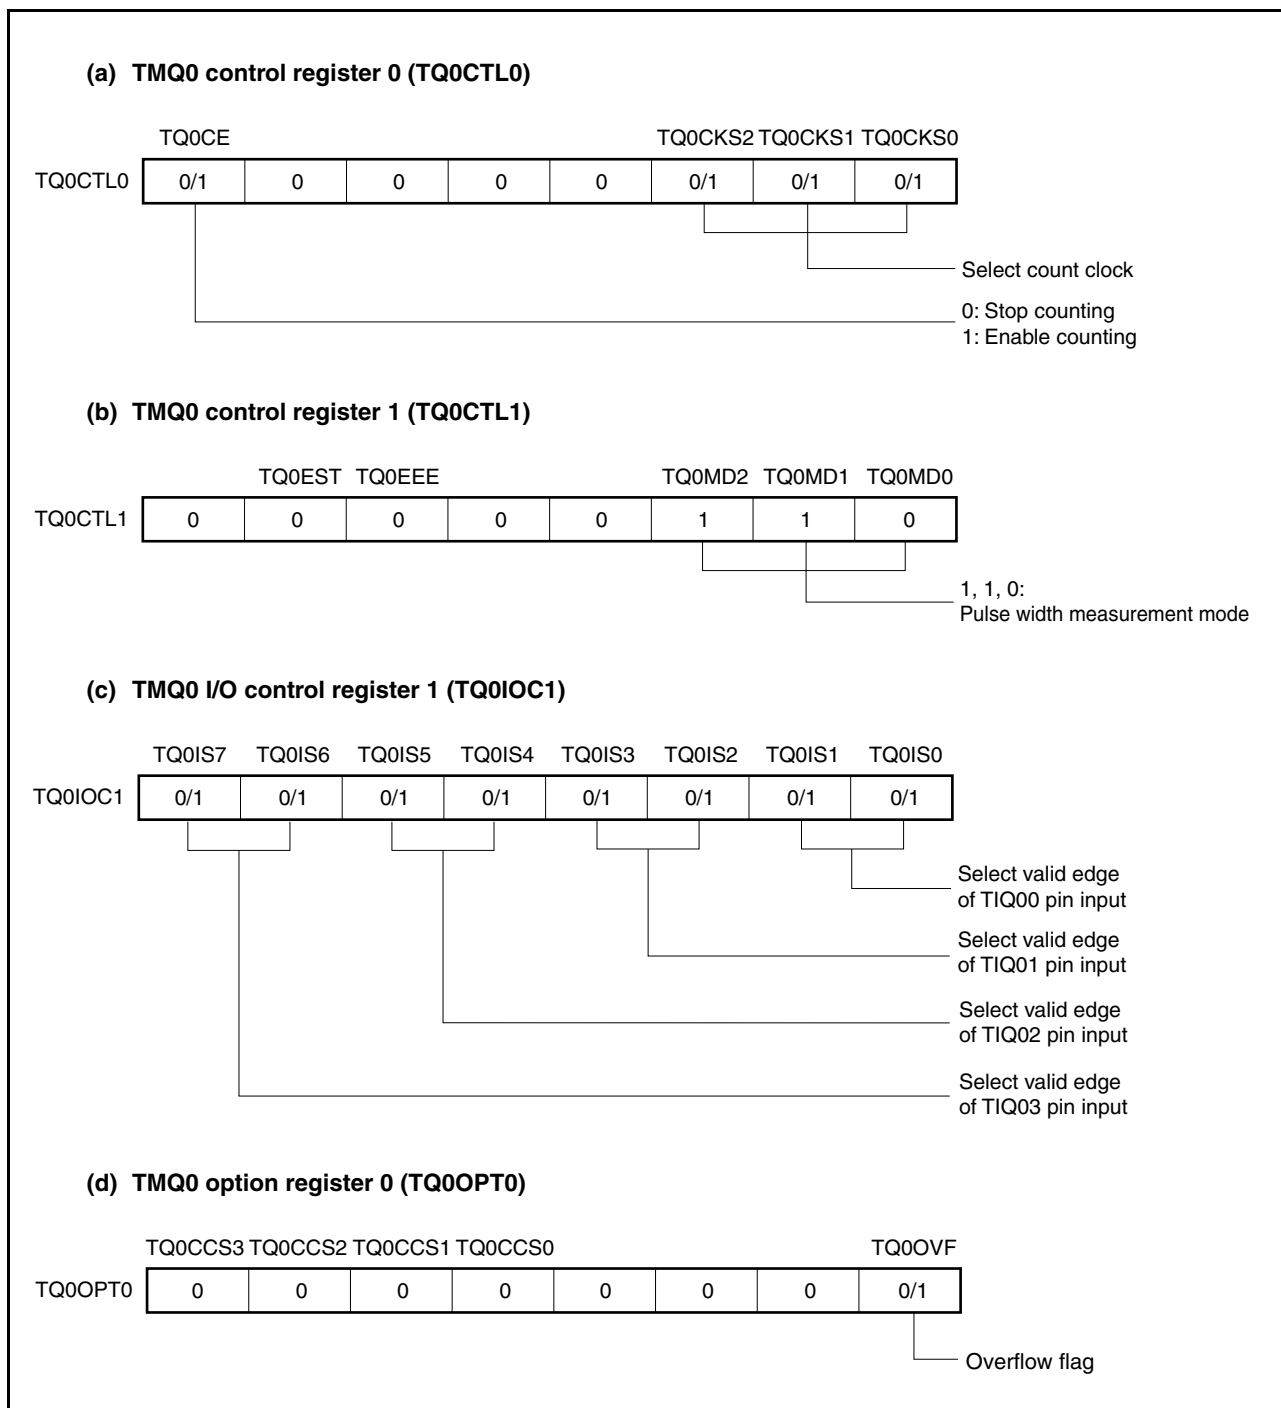 (a) TMQ0 control register 0 (TQ0CTL0)
TQ0CE TQ0CKS2 TQ0CKS1 TQ0CKS0
TQ0CTL0 0/1 0 0 0 0 0/1 0/1 0/1
Select count clock
0: Stop counting
1: Enable counting
(b) TMQ0 control register 1 (TQ0CTL1)
TQ0EST TQ0EEE TQ0MD2 TQ0MD1 TQ0MD0
TQ0CTL1 0 0 0 0 0 1 1 0
1, 1, 0:
Pulse width measurement mode
(c) TMQ0 I/O control register 1 (TQ0IOC1)
TQ0IS7 TQ0IS6 TQ0IS5 TQ0IS4 TQ0IS3 TQ0IS2 TQ0IS1 TQ0IS0
TQ0IOC1 0/1 0/1 0/1 0/1 0/1 0/1 0/1 0/1
Select valid edge
of TIQ00 pin input
Select valid edge
of TIQ01 pin input
Select valid edge
of TIQ02 pin input
Select valid edge
of TIQ03 pin input
(d) TMQ0 option register 0 (TQ0OPT0)
TQ0CCS3 TQ0CCS2 TQ0CCS1 TQ0CCS0 TQ0OVF
TQ0OPT0 0 0 0 0 0 0 0 0/1
Overflow flag